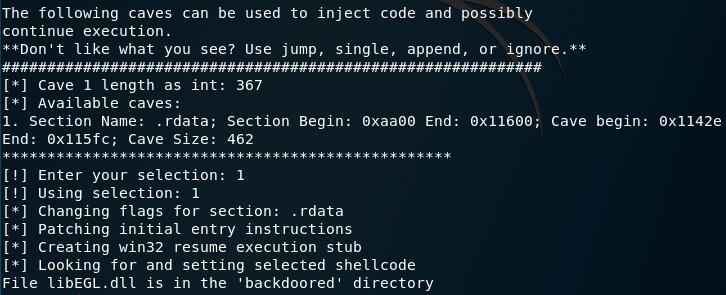 The following caves can be used to inject code and possibly
continue execution.
**Don't like what you see? Use jump, single, append, or ignore.**
############################################################
[*] Cave 1 length as int: 367
[*] Available caves:
1. Section Name: .rdata; Section Begin: 0xaa00 End: 0x11600; Cave begin: 0x1142e
End: 0x115fc; Cave Size: 462
**************************************************
[!] Enter your selection: 1
[!] Using selection: 1
[*] Changing flags for section: .rdata
[*] Patching initial entry instructions
[*] Creating win32 resume execution stub
[*] Looking for and setting selected shellcode
File libEGL.dll is in the 'backdoored' directory